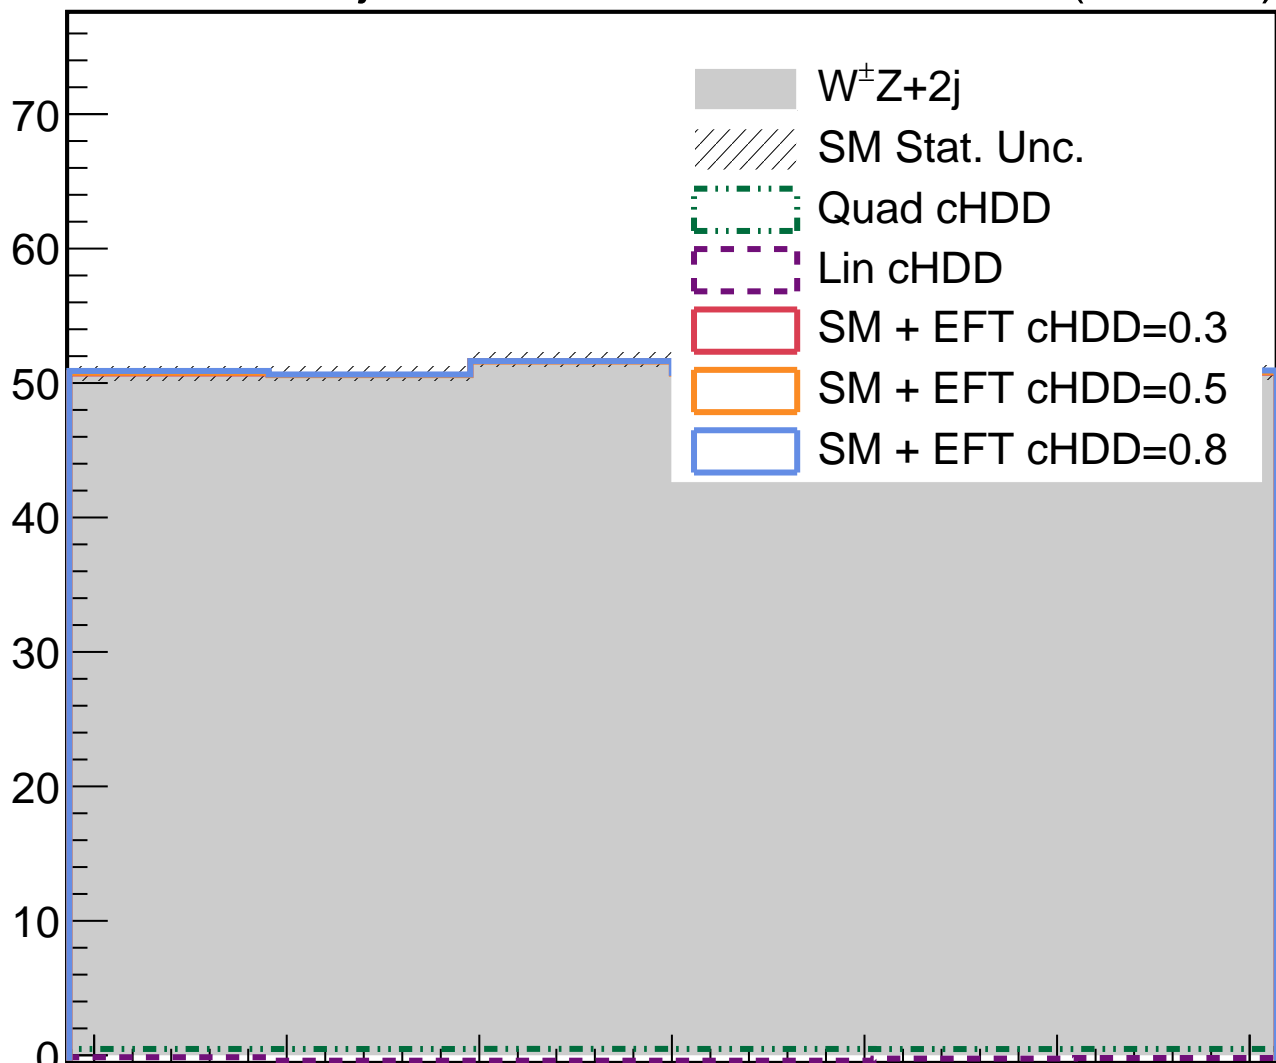 W±Z+2j
SM Stat. Unc.
Quad cHDD
Lin cHDD
SM + EFT cHDD=0.3
SM + EFT cHDD=0.5
SM + EFT cHDD=0.8
70
60
50
40
30
20
10
0